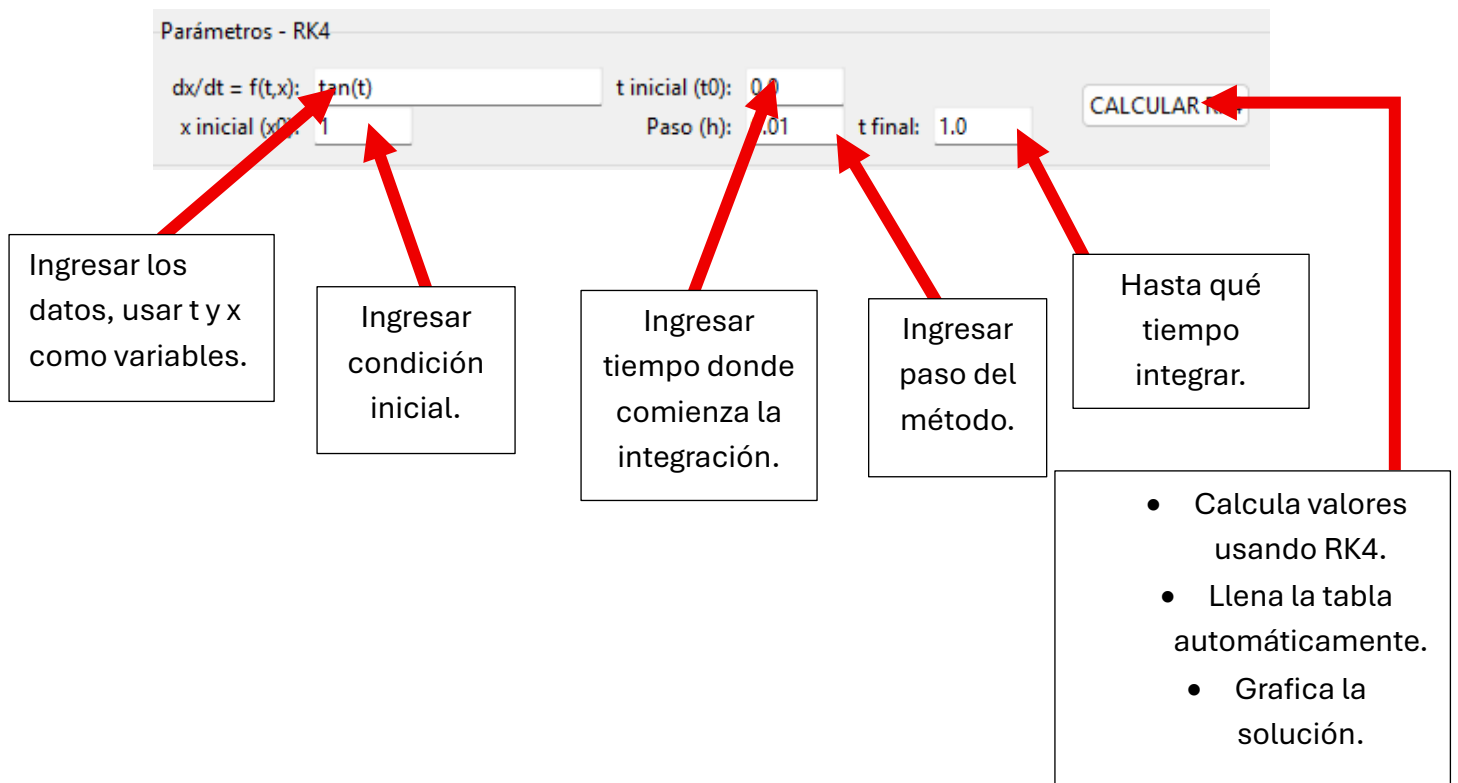 Parámetros - RK4
dx/dt = f(t,x): tan(t) t inicial (t0):
x inicial (x0): 1 Paso (h): .01 t final: 1.0
CALCULAR
Ingresar los
datos, usar t y x
como variables.
Ingresar
condición
inicial.
Ingresar
tiempo donde
comienza la
integración.
Ingresar
paso del
método.
Hasta qué
tiempo
integrar.
• Calcula valores
usando RK4.
• Llena la tabla
automáticamente.
• Grafica la
solución.